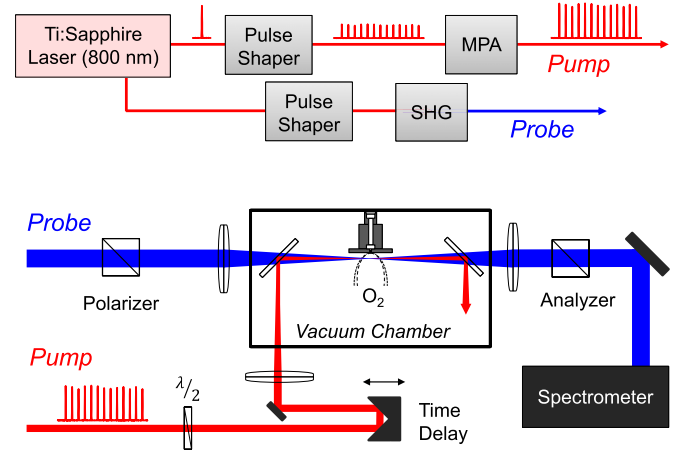 Ti:Sapphire
Laser (800 nm)
Pulse
Shaper
MPA
Pump
Pulse
Shaper
SHG
Probe
Probe
Polarizer
O₂
Vacuum Chamber
Analyzer
Pump
λ/2
Time
Delay
Spectrometer